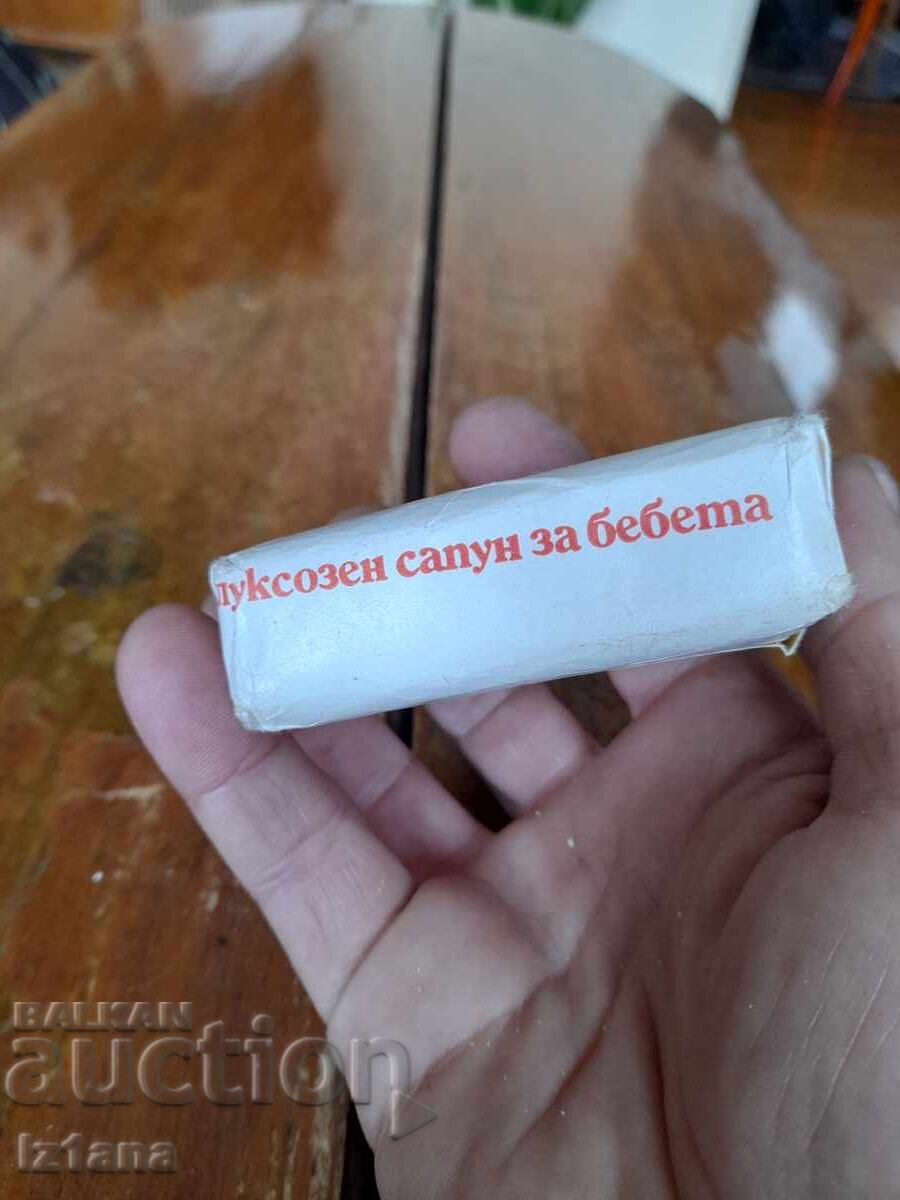 луксозен сапун за бебета
BALKAN
auction
Iz1ana